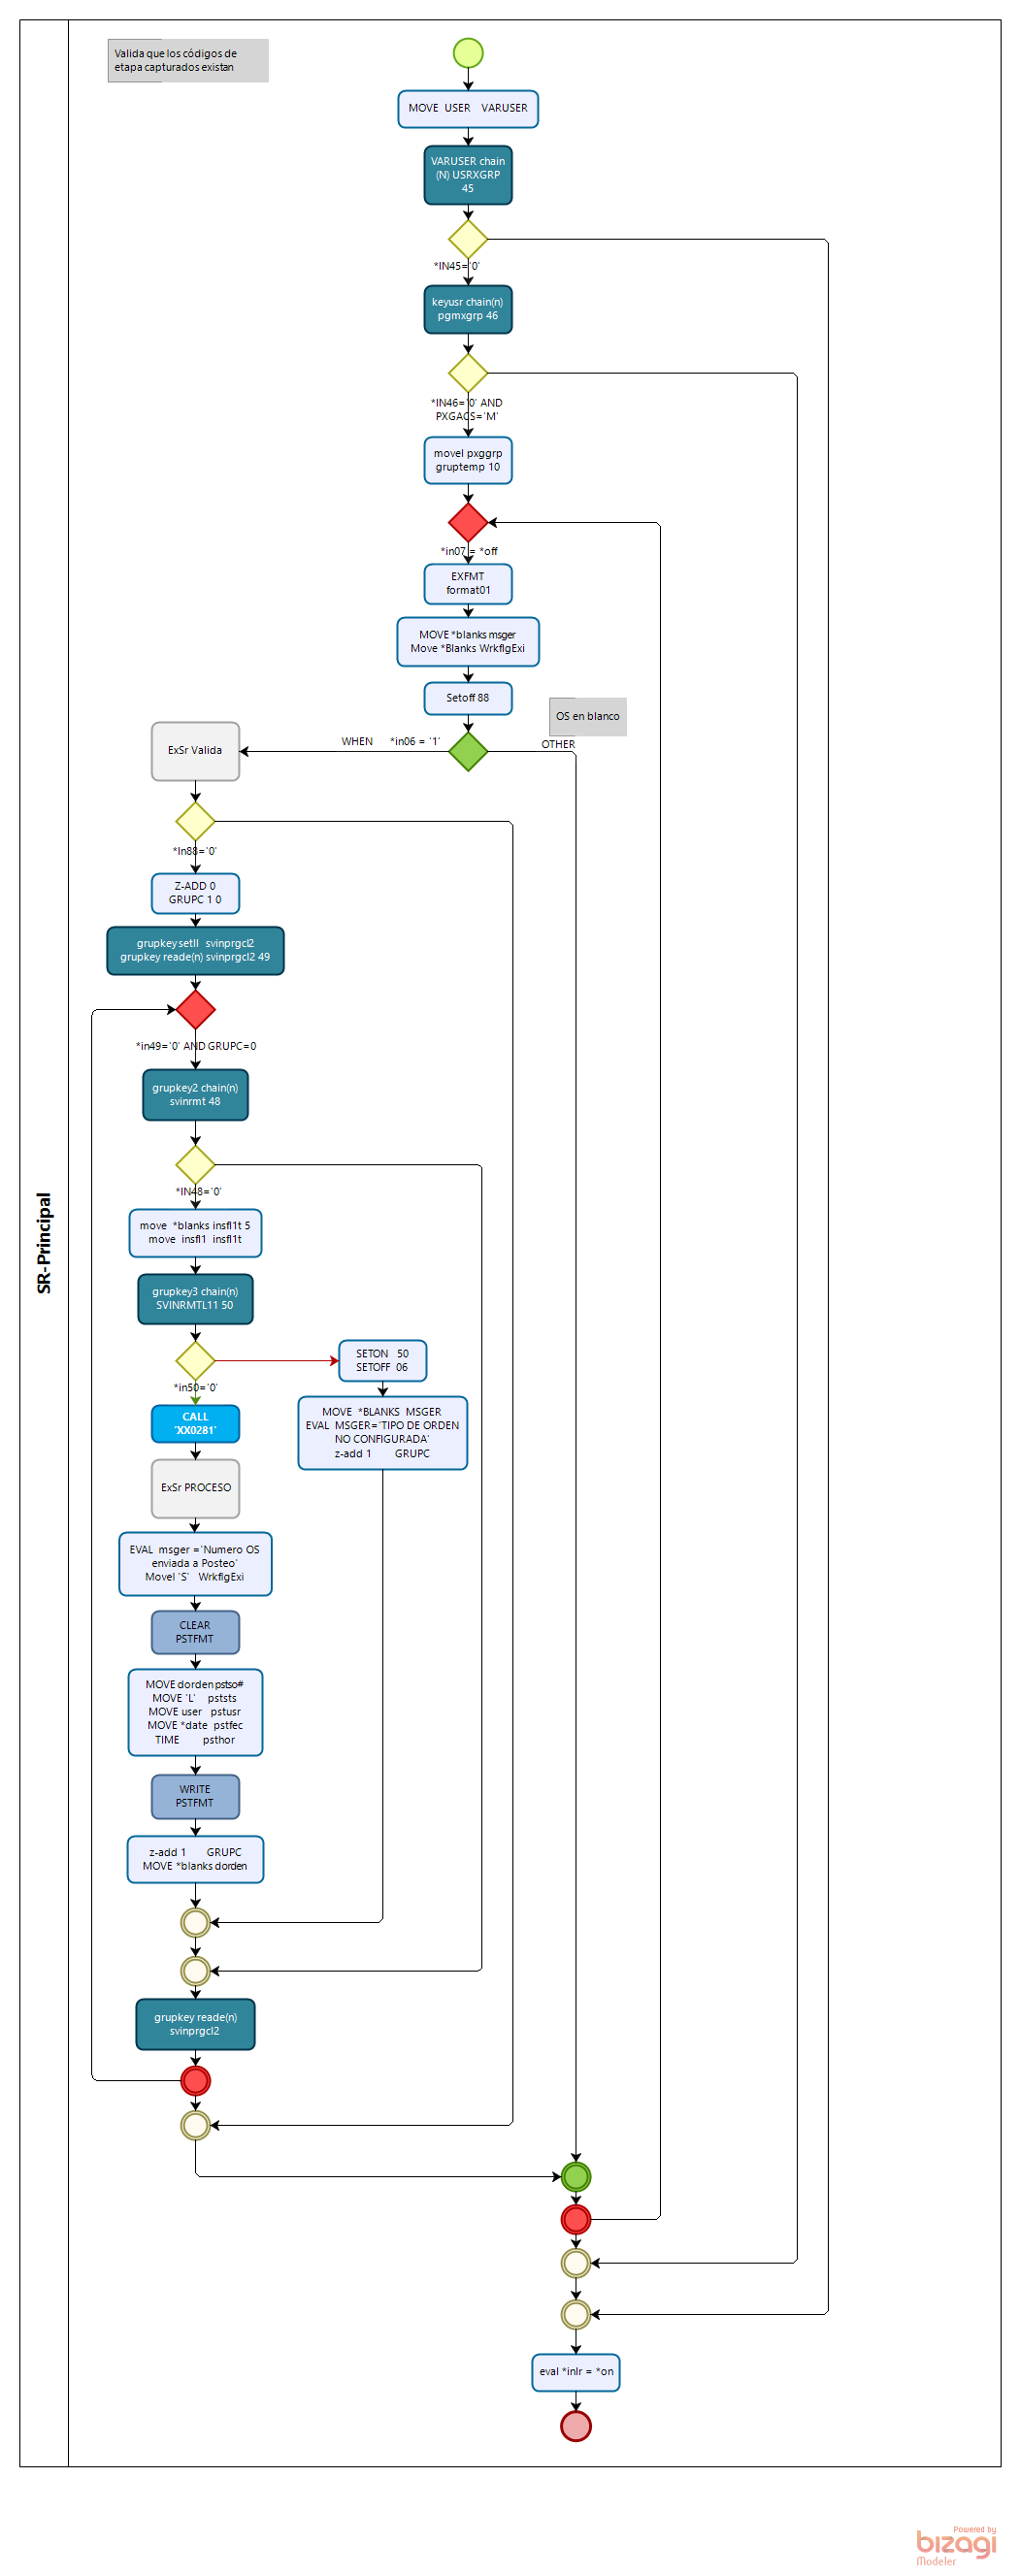 SR-Principal
Valida que los códigos de
etapa capturados existan
MOVE USER VARUSER
VARUSER chain
(N) USRXGRP
45
*IN45='0'
keyusr chain(n)
pgmxgrp 46
*IN46='0' AND
PXGACS='M'
movel pxggrp
gruptemp 10
*in07 = *off
EXFMT
format01
MOVE *blanks msger
Move *Blanks WrkflgExi
Setoff 88
OS en blanco
WHEN *in06 = '1'
OTHER
ExSr Valida
*In88='0'
Z-ADD 0
GRUPC 1 0
grupkey setll svinprgcl2
grupkey reade(n) svinprgcl2 49
*in49='0' AND GRUPC=0
grupkey2 chain(n)
svinrmt 48
*IN48='0'
move *blanks insfl1t 5
move insfl1 insfl1t
grupkey3 chain(n)
SVINRMTL11 50
*in50='0'
SETON 50
SETOFF 06
MOVE *BLANKS MSGER
EVAL MSGER='TIPO DE ORDEN
NO CONFIGURADA'
z-add 1 GRUPC
CALL
'XX0281'
ExSr PROCESO
EVAL msger ='Numero OS
enviada a Posteo'
Movel 'S' WrkflgExi
CLEAR
PSTFMT
MOVE dorden pstso#
MOVE 'L' pststs
MOVE user pstusr
MOVE *date pstfec
TIME psthor
WRITE
PSTFMT
z-add 1 GRUPC
MOVE *blanks dorden
grupkey reade(n)
svinprgcl2
eval *inlr = *on
Powered by
bizagi
Modeler